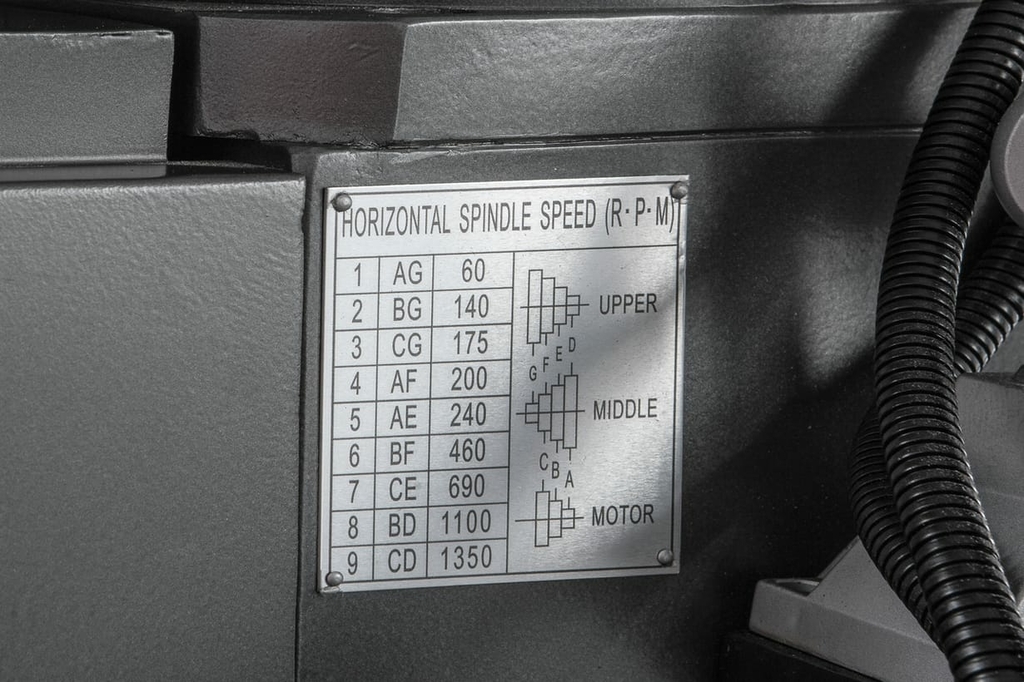 HORIZONTAL SPINDLE SPEED (R·P·M)
1 AG 60
2 BG 140
3 CG 175
4 AF 200
5 AE 240
6 BF 460
7 CE 690
8 BD 1100
9 CD 1350
UPPER
G F E D
MIDDLE
C B A
MOTOR